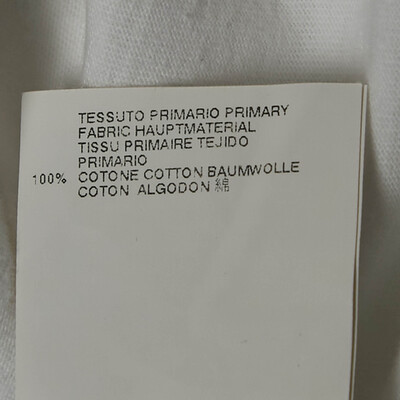 TESSUTO PRIMARIO PRIMARY
FABRIC HAUPTMATERIAL
TISSU PRIMAIRE TEJIDO
PRIMARIO
100% COTONE COTTON BAUMWOLLE
COTON ALGODON 綿